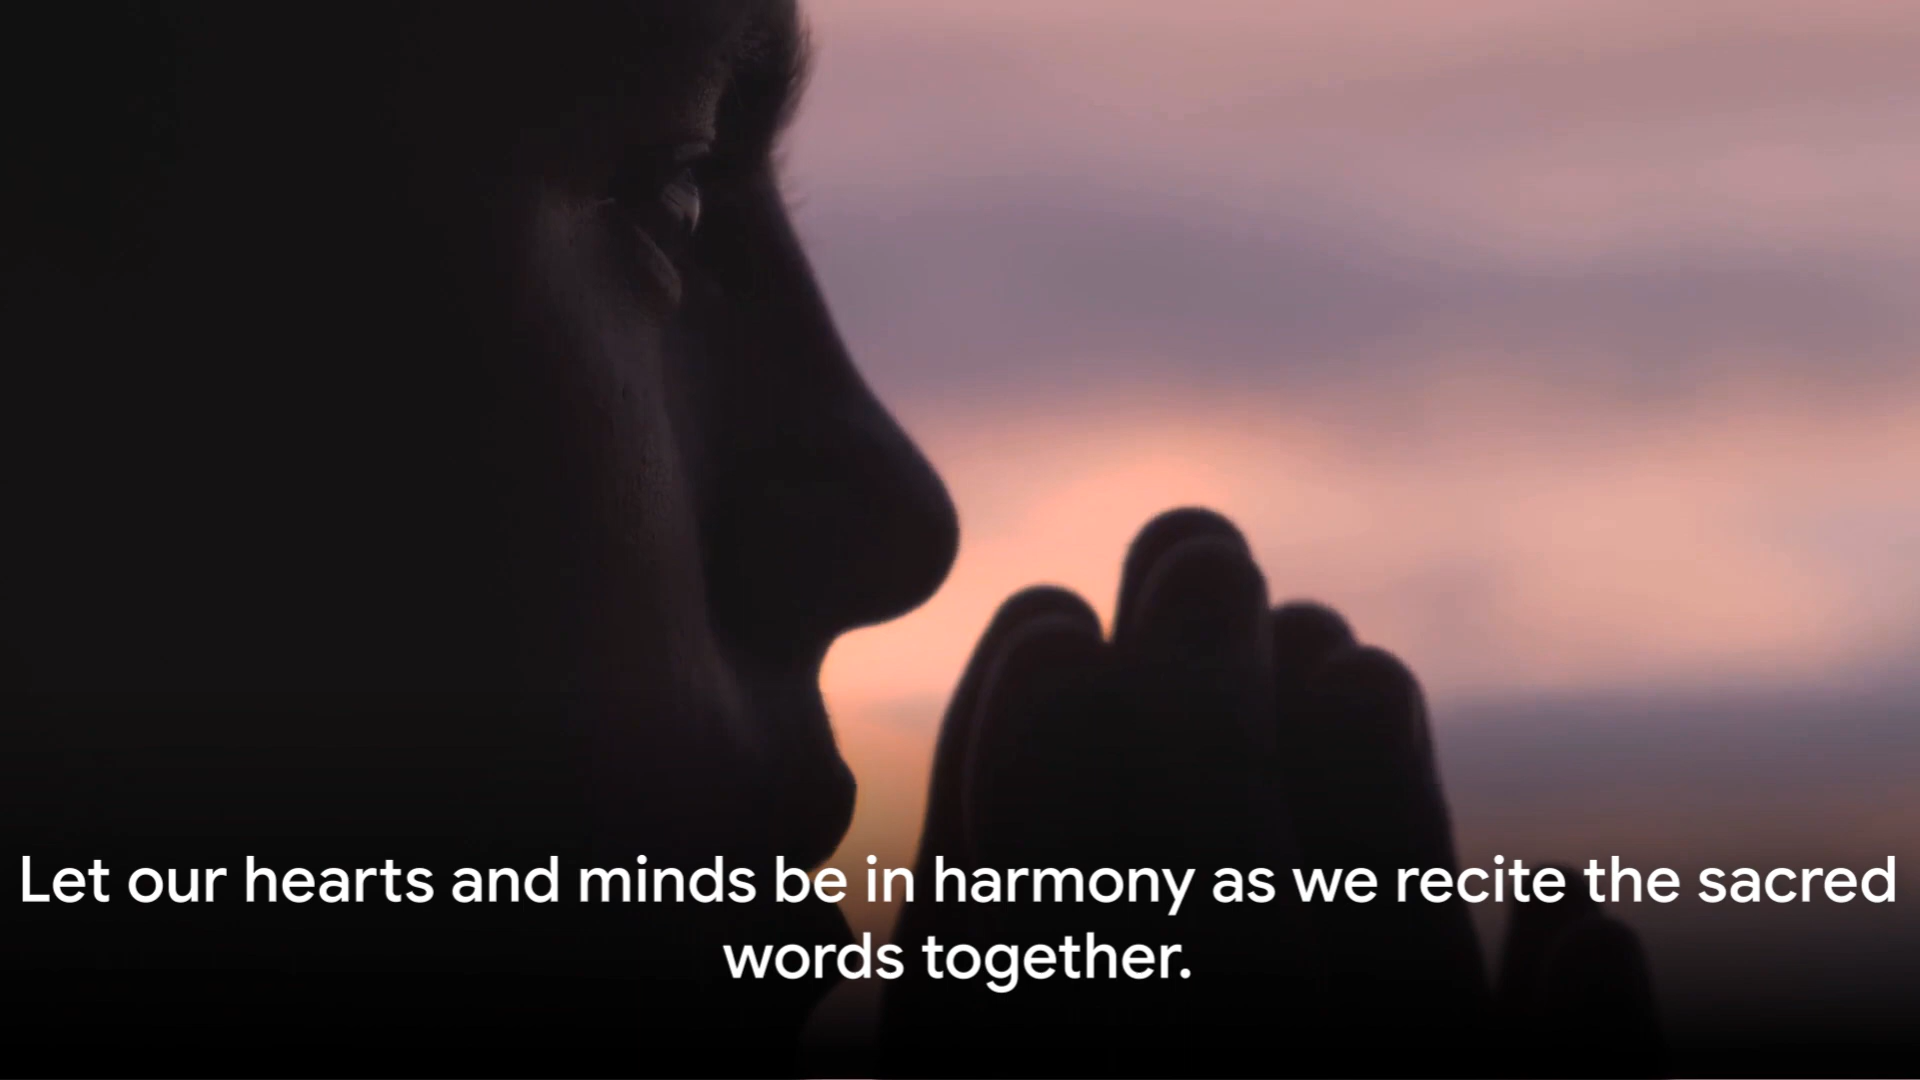 Let our hearts and minds be in harmony as we recite the sacred
words together.